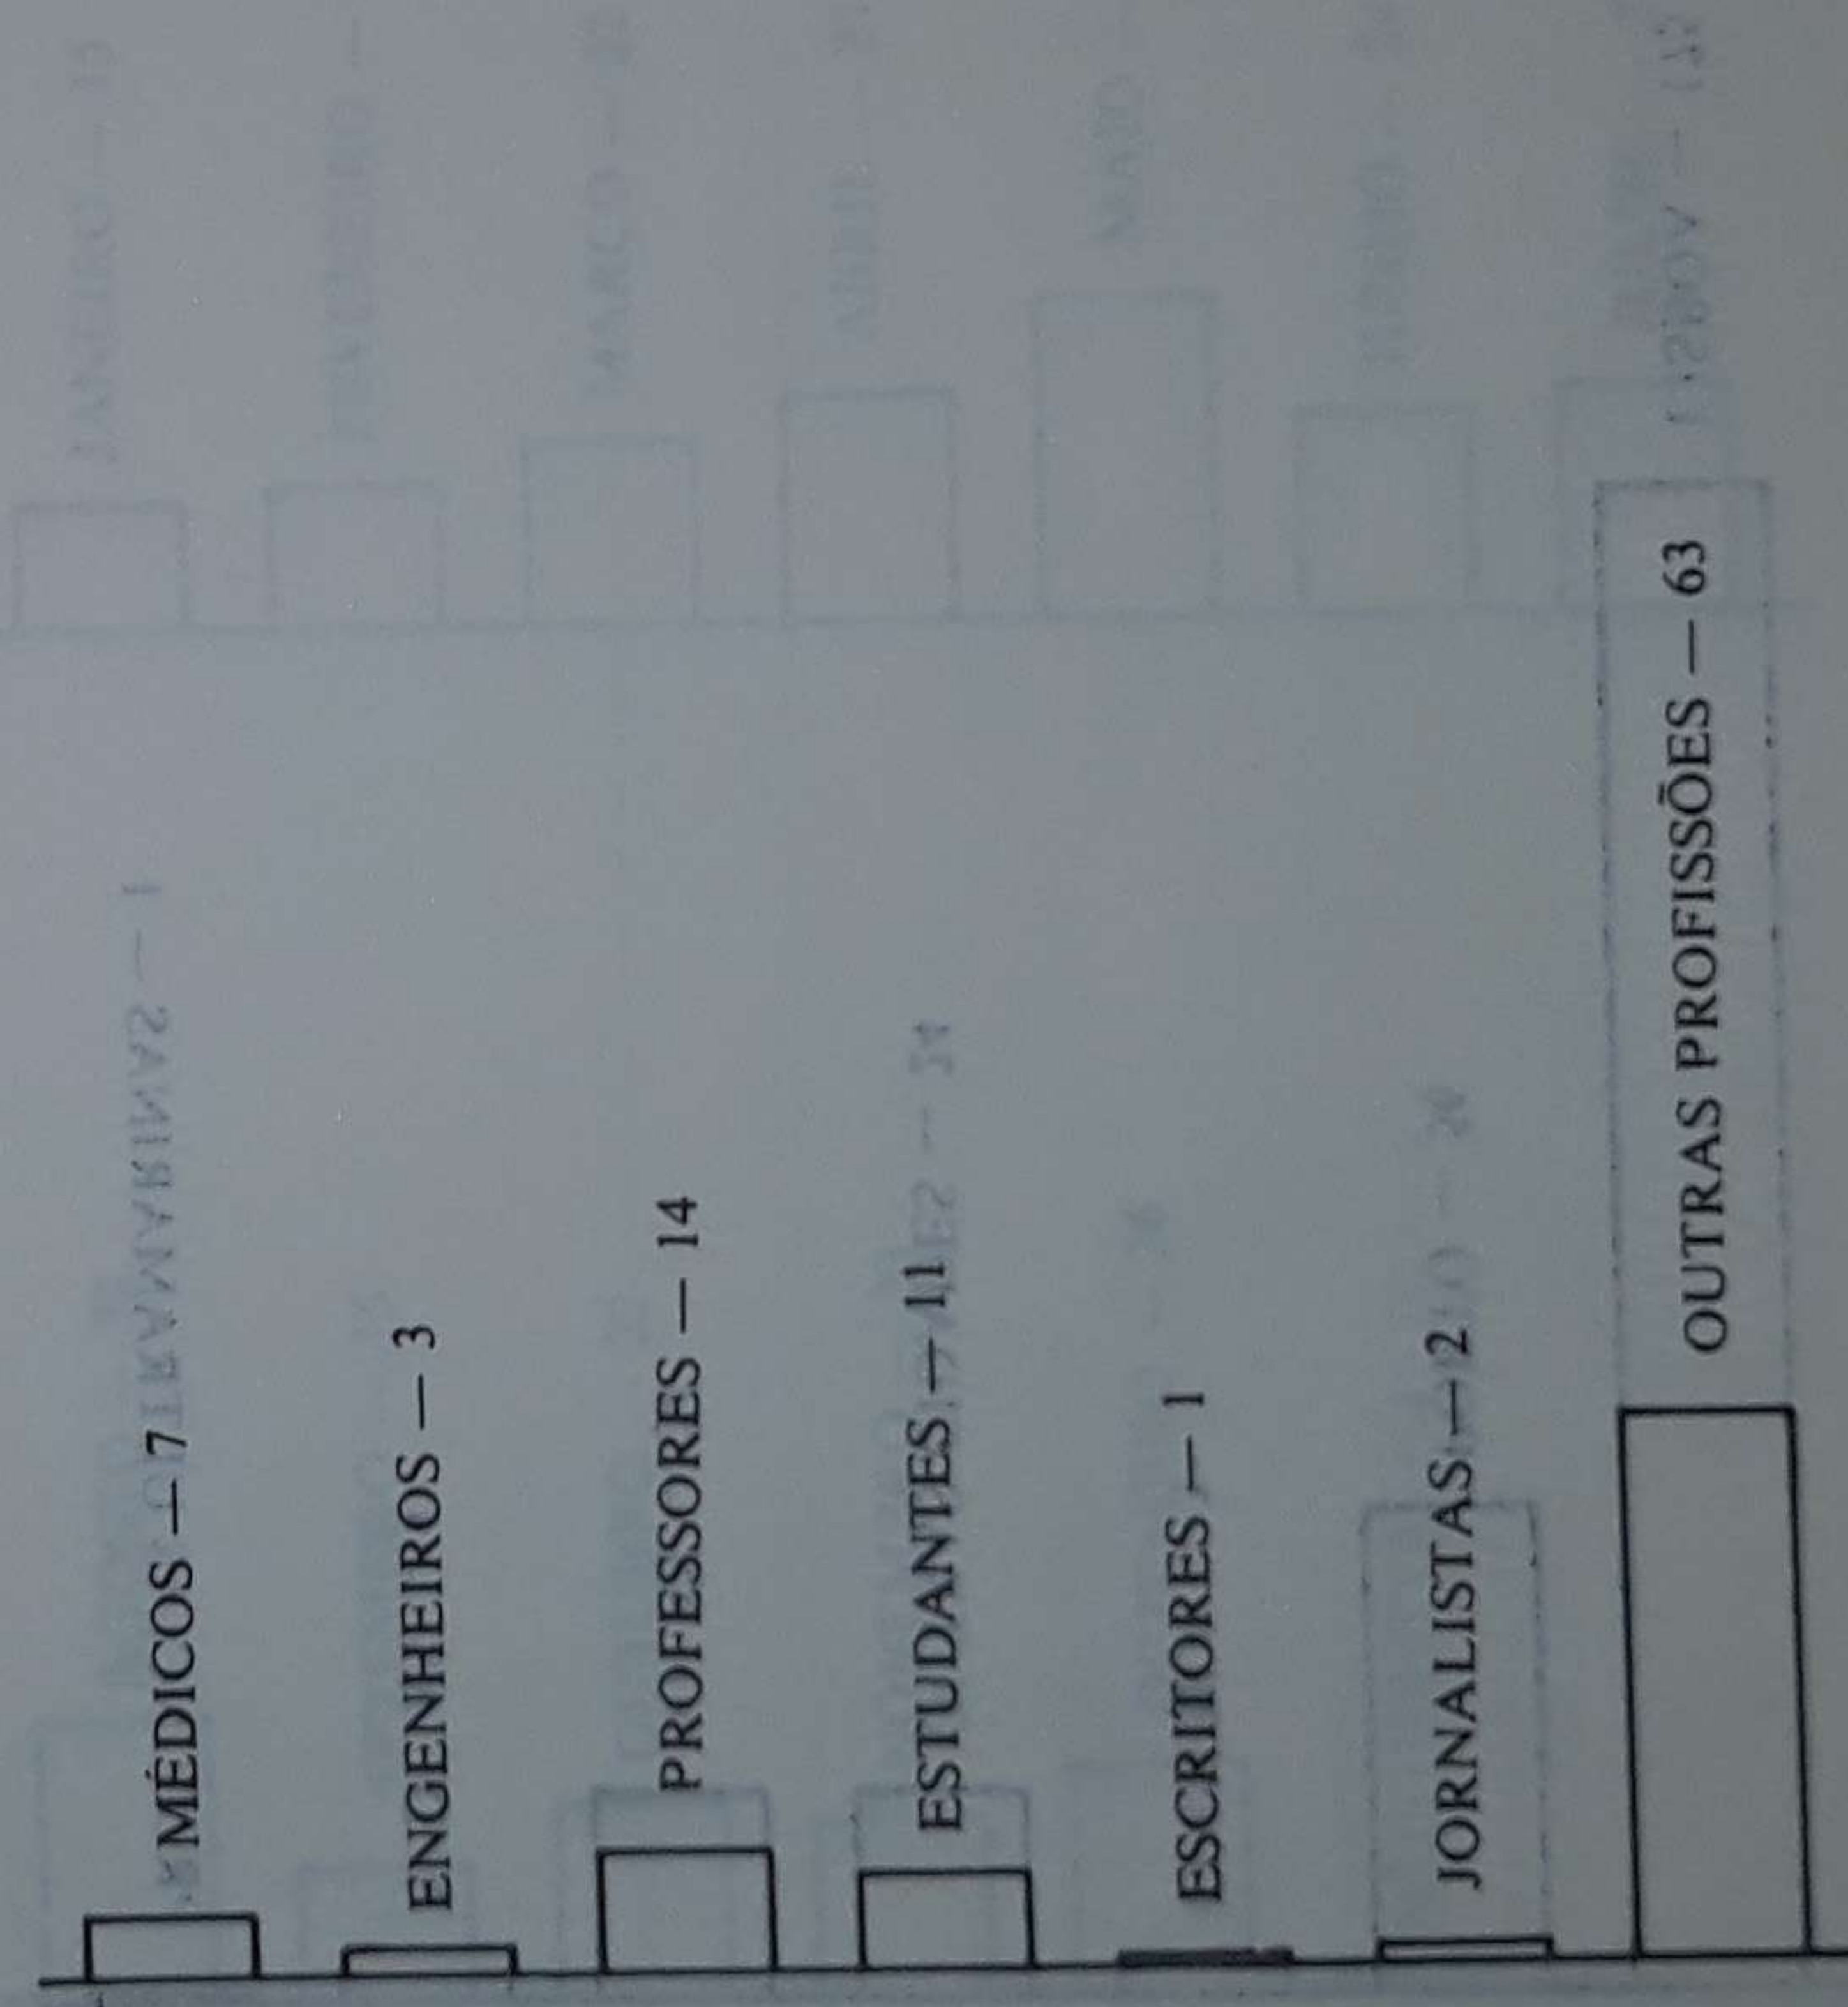 MÉDICOS — 7
ENGENHEIROS — 3
PROFESSORES — 14
ESTUDANTES — 11
ESCRITORES — 1
JORNALISTAS — 2
OUTRAS PROFISSÕES — 63